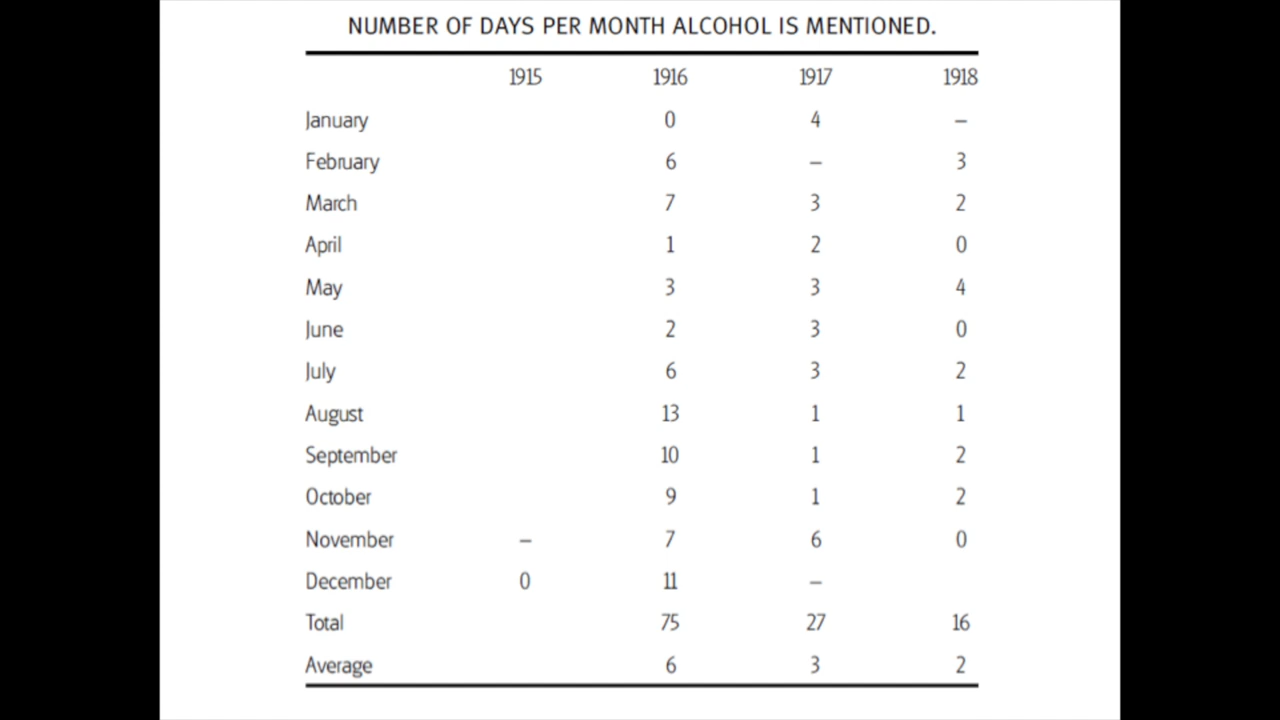 NUMBER OF DAYS PER MONTH ALCOHOL IS MENTIONED.
1915 1916 1917 1918
January 0 4 –
February 6 – 3
March 7 3 2
April 1 2 0
May 3 3 4
June 2 3 0
July 6 3 2
August 13 1 1
September 10 1 2
October 9 1 2
November – 7 6 0
December 0 11 –
Total 75 27 16
Average 6 3 2